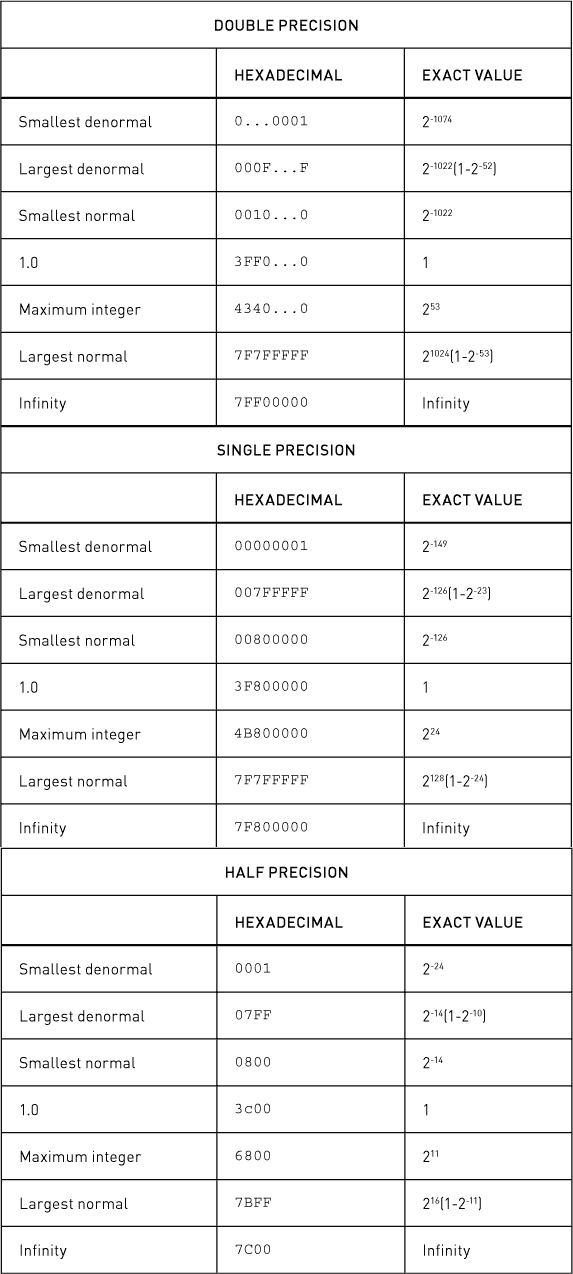 DOUBLE PRECISION
HEXADECIMAL EXACT VALUE
Smallest denormal 0...0001 2^-1074
Largest denormal 000F...F 2^-1022(1-2^-52)
Smallest normal 0010...0 2^-1022
1.0 3FF0...0 1
Maximum integer 4340...0 2^53
Largest normal 7F7FFFFF 2^1024(1-2^-53)
Infinity 7FF00000 Infinity
SINGLE PRECISION
HEXADECIMAL EXACT VALUE
Smallest denormal 00000001 2^-149
Largest denormal 007FFFFF 2^-126(1-2^-23)
Smallest normal 00800000 2^-126
1.0 3F800000 1
Maximum integer 4B800000 2^24
Largest normal 7F7FFFFF 2^128(1-2^-24)
Infinity 7F800000 Infinity
HALF PRECISION
HEXADECIMAL EXACT VALUE
Smallest denormal 0001 2^-24
Largest denormal 07FF 2^-14(1-2^-10)
Smallest normal 0800 2^-14
1.0 3c00 1
Maximum integer 6800 2^11
Largest normal 7BFF 2^16(1-2^-11)
Infinity 7C00 Infinity